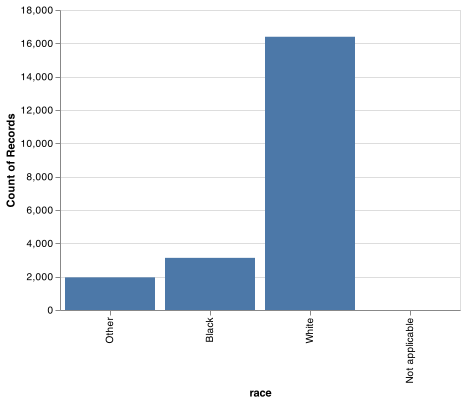 18,000
16,000
14,000
12,000
10,000
8,000
6,000
4,000
2,000
0
Count of Records
Other
Black
White
Not applicable
race